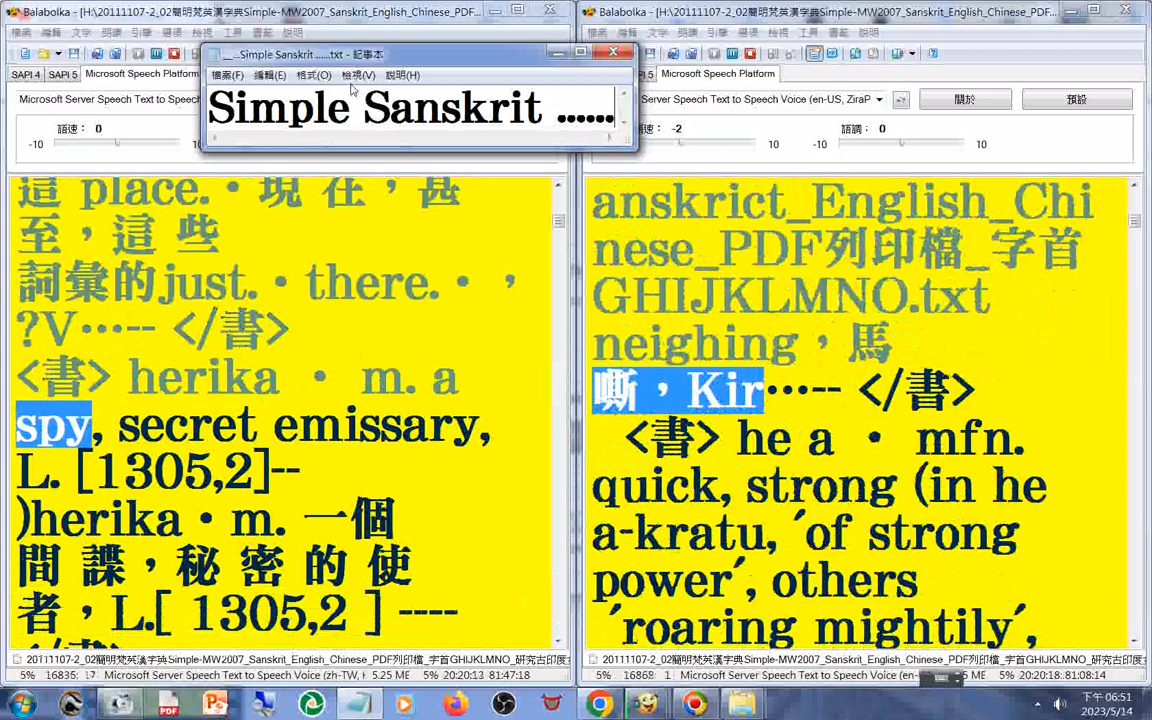 Balabolka - [H:\20111107-2_02簡明梵英漢字典Simple-MW2007_Sanskrit_English_Chinese_PDF...
Balabolka - [H:\20111107-2_02簡明梵英漢字典Simple-MW2007_Sanskrit_English_Chinese_PDF...
__...Simple Sanskrit ......txt - 記事本
檔案(F) 編輯(E) 格式(O) 檢視(V) 說明(H)
Simple Sanskrit ......
SAPI 4 SAPI 5 Microsoft Speech Platform
Microsoft Server Speech Text to Speech
語速： 0
-10
I 5 Microsoft Speech Platform
Server Speech Text to Speech Voice (en-US, ZiraP
關於
預設
速： -2
語調： 0
10 -10 10
這 place.•現 在，甚
至，這 些
詞彙的just.•there.•，
?V…-- </書>
<書> herika • m. a
spy, secret emissary,
L. [1305,2]--
)herika•m. 一個
間 諜，秘 密 的 使
者，L.[ 1305,2 ] ----
</書>
anskrict_English_Chi
nese_PDF列印檔_字首
GHIJKLMNO.txt
neighing，馬
嘶，Kir…-- </書>
<書> he a • mfn.
quick, strong (in he
a-kratu, 'of strong
power', others
'roaring mightily',
20111107-2_02簡明梵英漢字典Simple-MW2007_Sanskrit_English_Chinese_PDF列印檔_字首GHIJKLMNO_研究古印度
20111107-2_02簡明梵英漢字典Simple-MW2007_Sanskrit_English_Chinese_PDF列印檔_字首GHIJKLMNO.txt
5% 16835: 17 Microsoft Server Speech Text to Speech Voice (zh-TW, H 5.25 ME 20:20:13 81:47:18
5% 16868: 1 Microsoft Server Speech Text to Speech Voice 5% 20:20:18 81:08:14
下午 06:51
2023/5/14